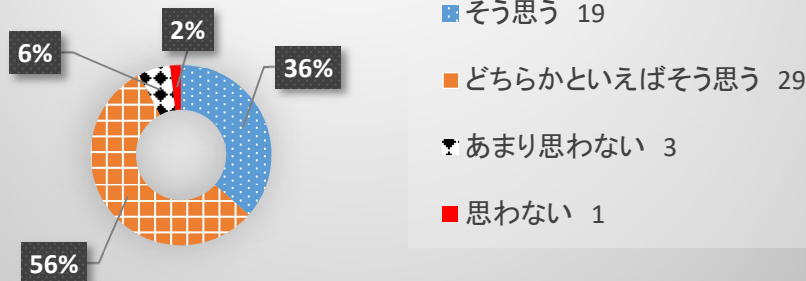 2%
6%
36%
56%
そう思う 19
どちらかといえばそう思う 29
あまり思わない 3
思わない 1